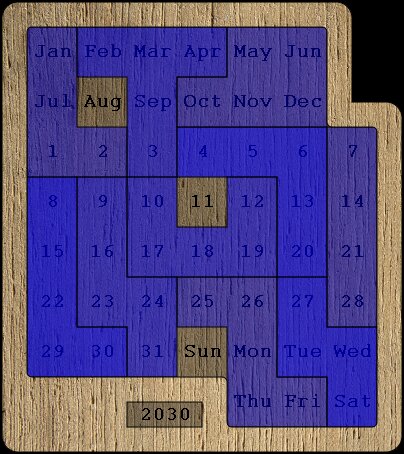 Jan Feb Mar Apr May Jun
Jul Aug Sep Oct Nov Dec
1 2 3 4 5 6 7
8 9 10 11 12 13 14
15 16 17 18 19 20 21
22 23 24 25 26 27 28
29 30 31 Sun Mon Tue Wed
Thu Fri Sat
2030